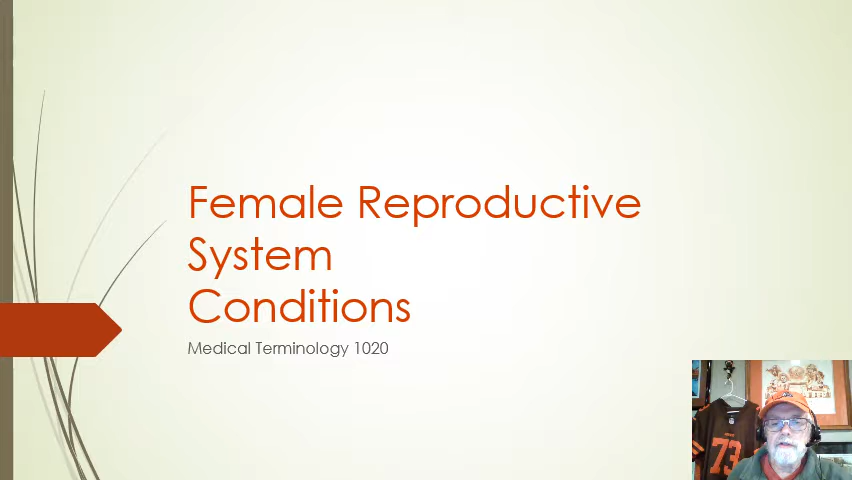 Female Reproductive
System
Conditions
Medical Terminology 1020
73